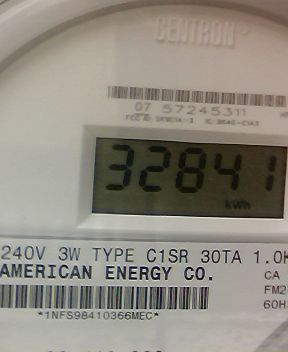 CENTRON®
07 57245311
32841
kWh
240V 3W TYPE C1SR 30TA 1.0K
AMERICAN ENERGY CO.
CA
FM2
60H
*1NFS98410366MEC*